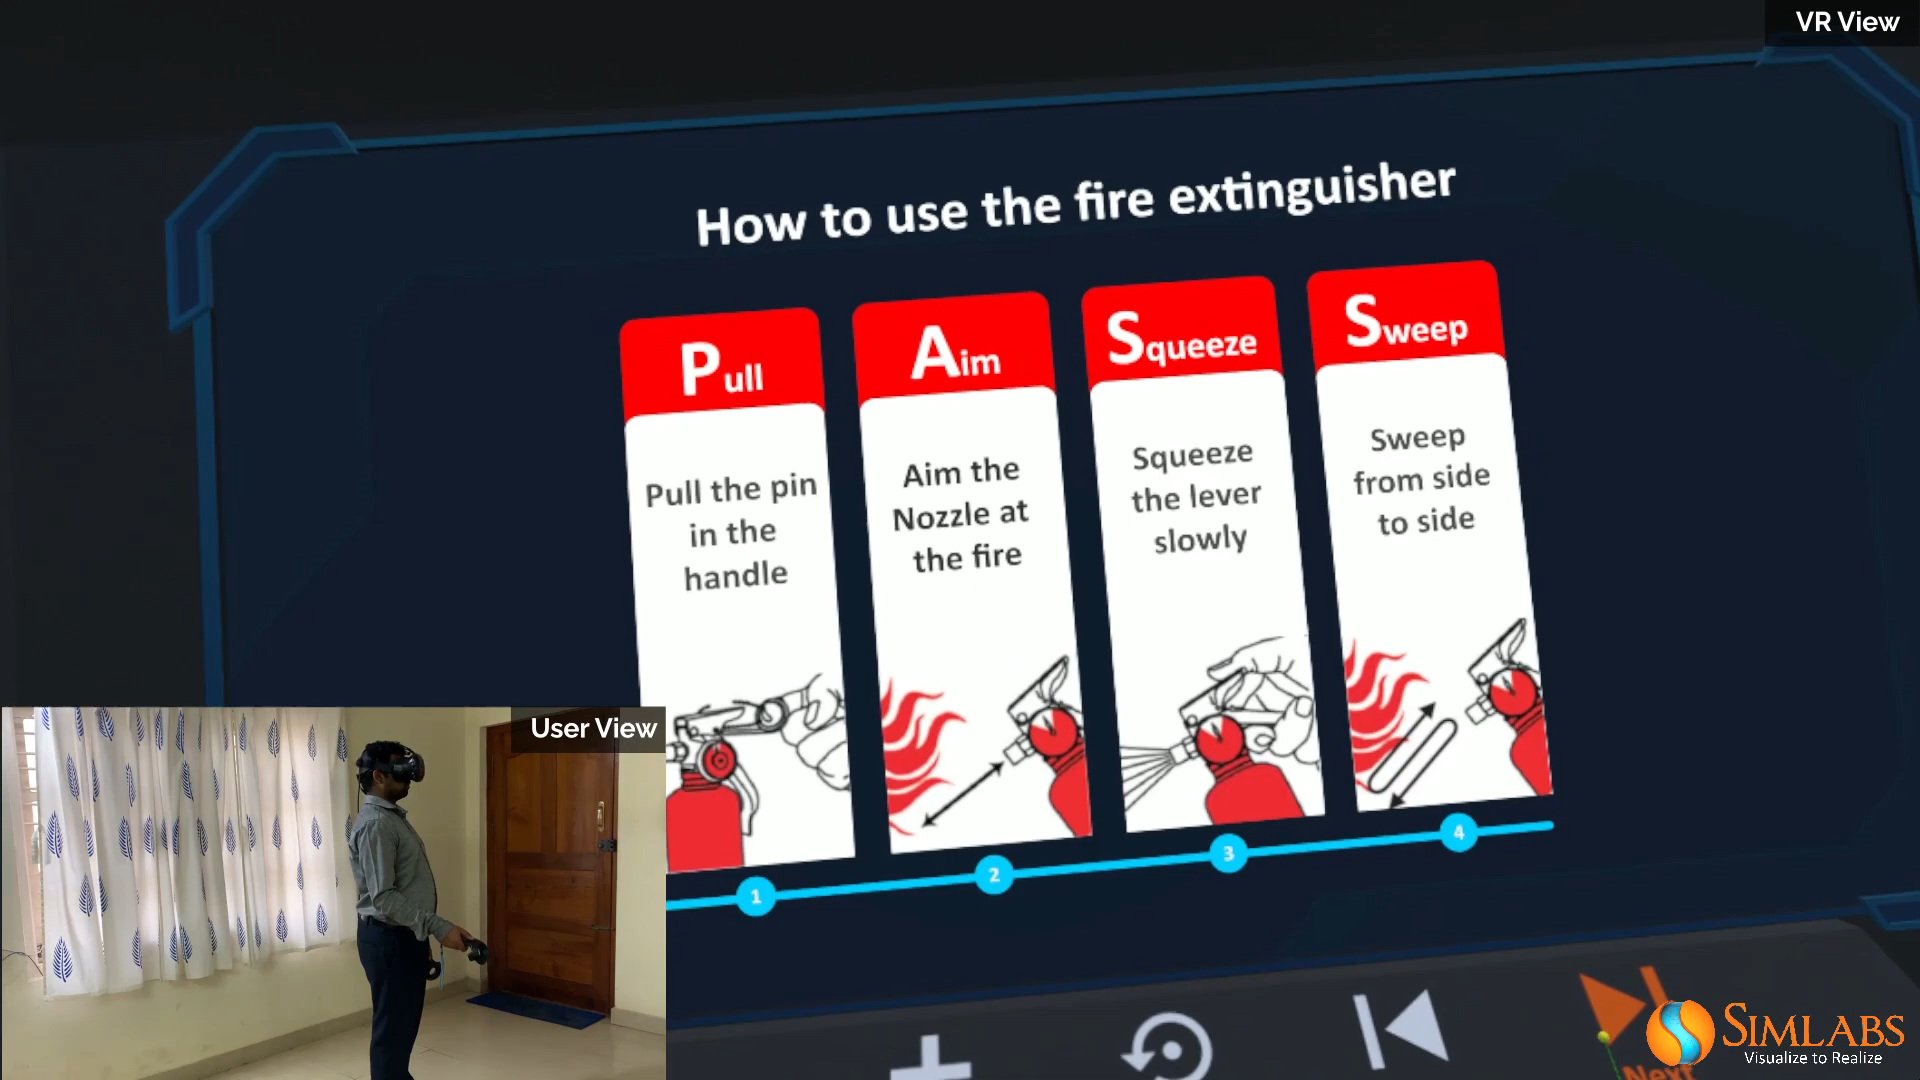 VR View
How to use the fire extinguisher
Pull
Aim
Squeeze
Sweep
Pull the pin
in the
handle
Aim the
Nozzle at
the fire
Squeeze
the lever
slowly
Sweep
from side
to side
1
2
3
4
User View
Next
SIMLABS
Visualize to Realize